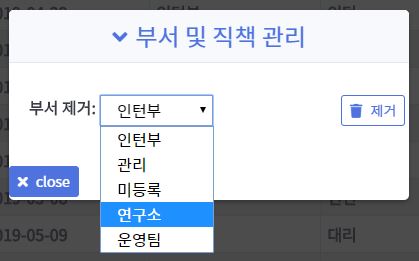 부서 및 직책 관리
부서 제거: 인턴부 제거
인턴부
관리
미등록
연구소
운영팀
close
019-05-09 대리